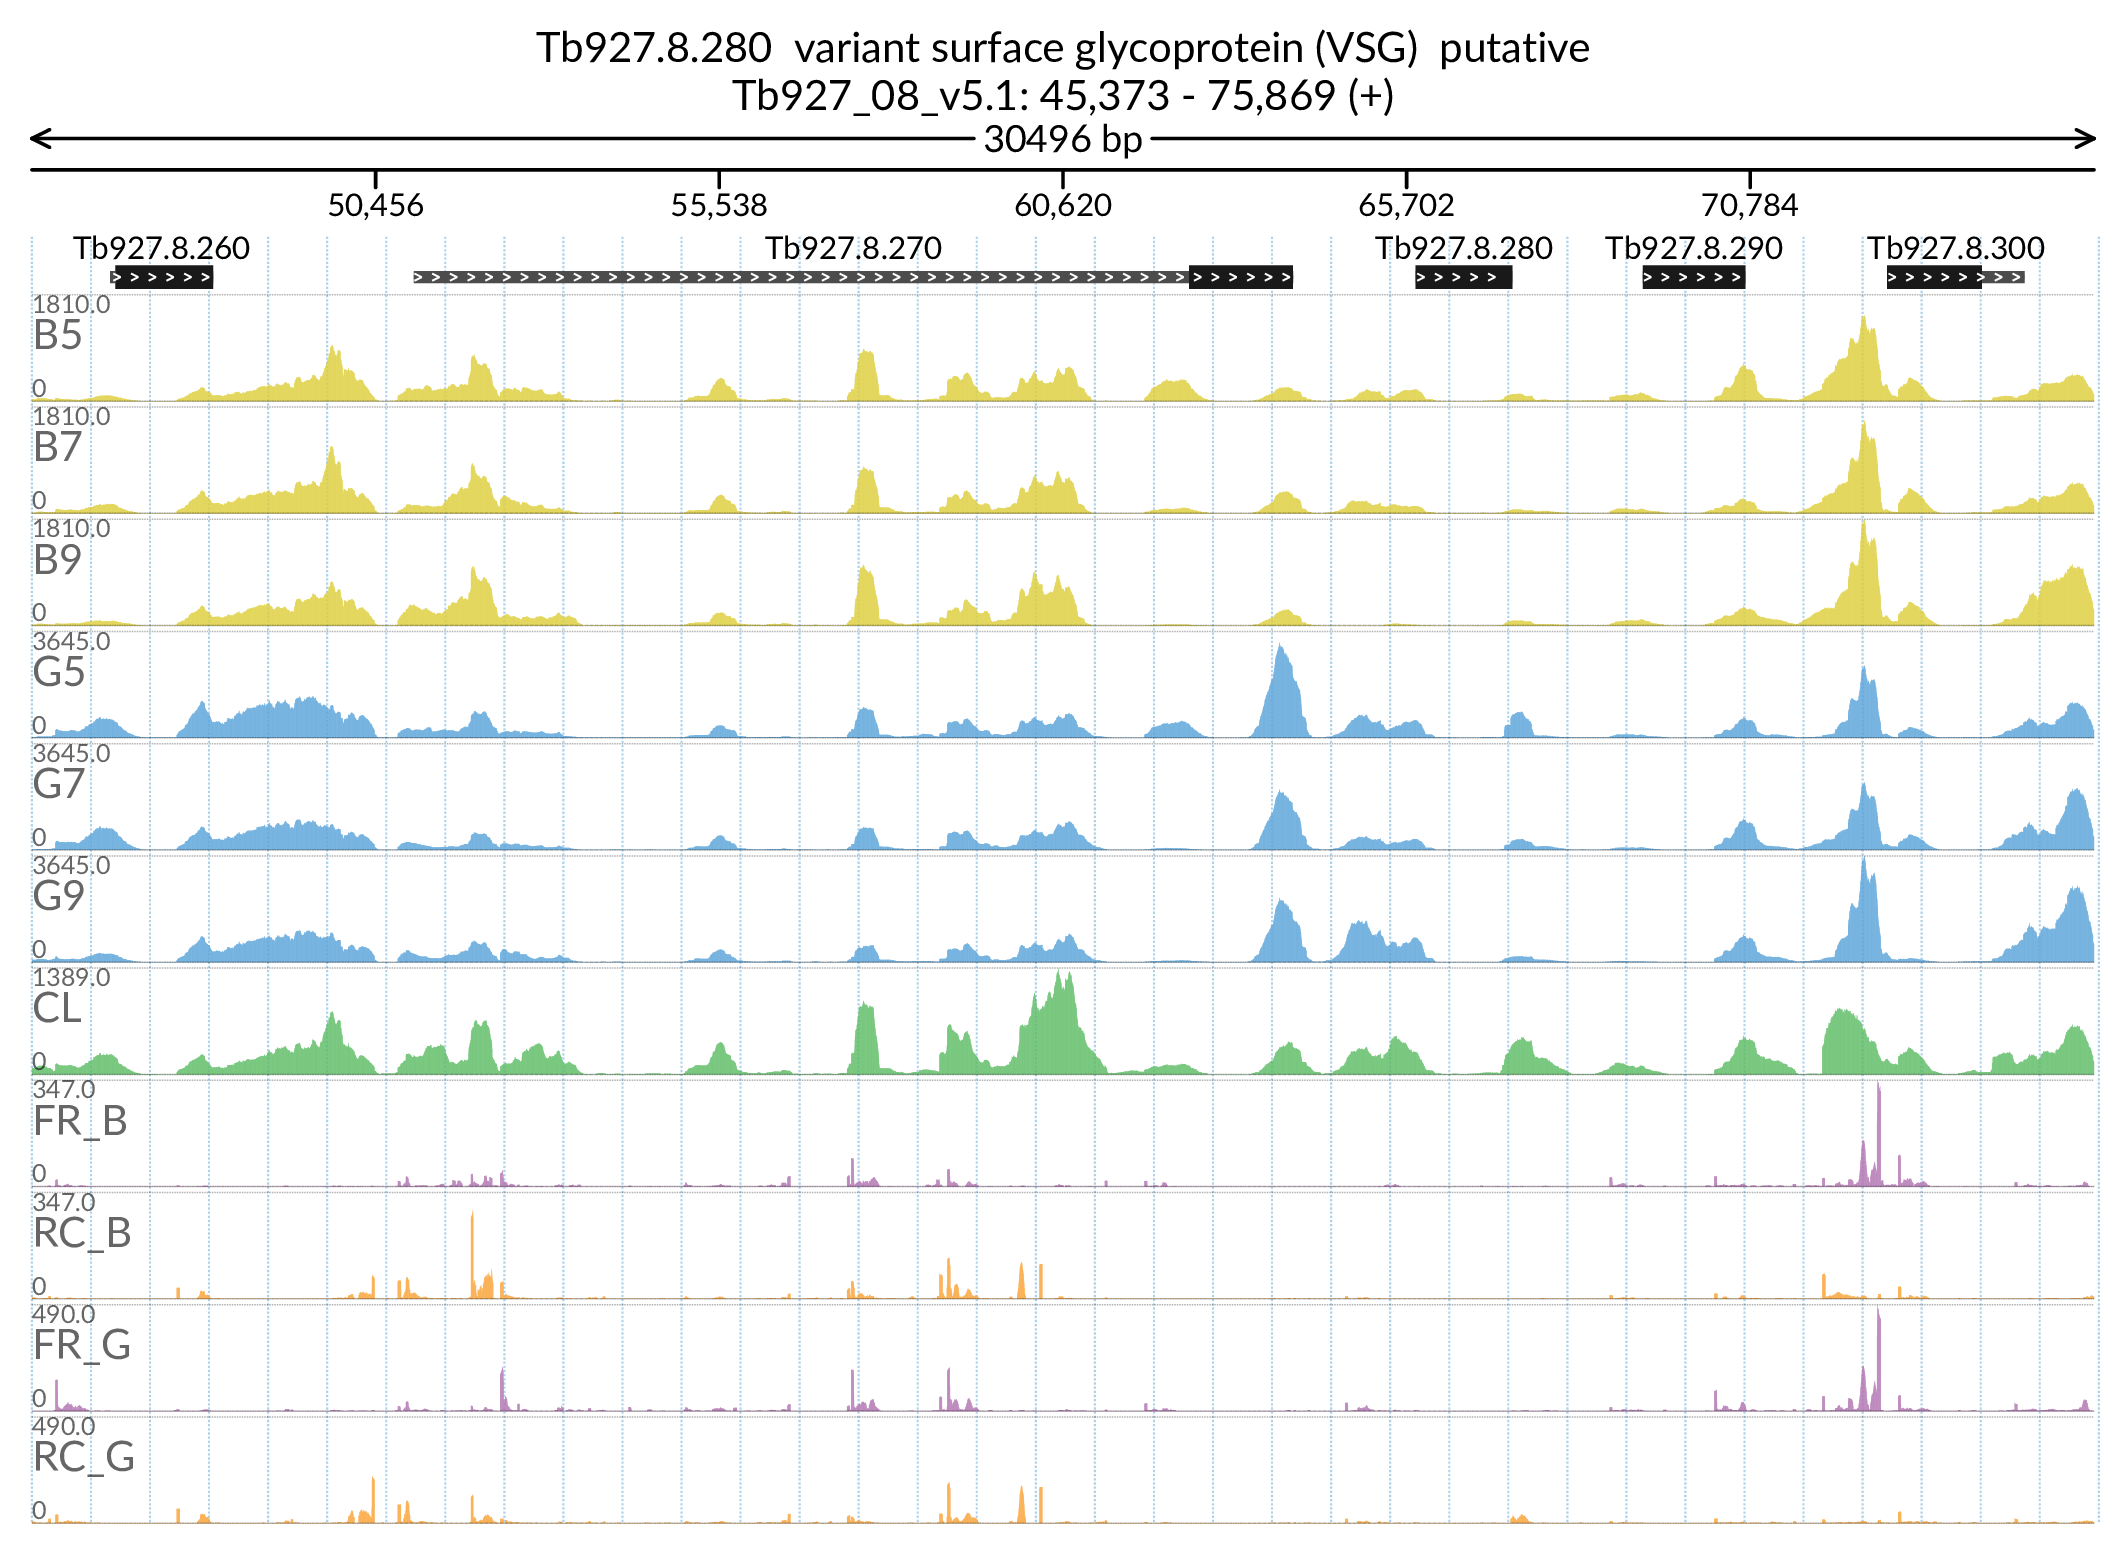 Tb927.8.280 variant surface glycoprotein (VSG) putative
Tb927_08_v5.1: 45,373 - 75,869 (+)
30496 bp
50,456 55,538 60,620 65,702 70,784
Tb927.8.260 Tb927.8.270 Tb927.8.280 Tb927.8.290 Tb927.8.300
1810.0
B5
0
1810.0
B7
0
1810.0
B9
0
3645.0
G5
0
3645.0
G7
0
3645.0
G9
0
1389.0
CL
0
347.0
FR_B
0
347.0
RC_B
0
490.0
FR_G
0
490.0
RC_G
0